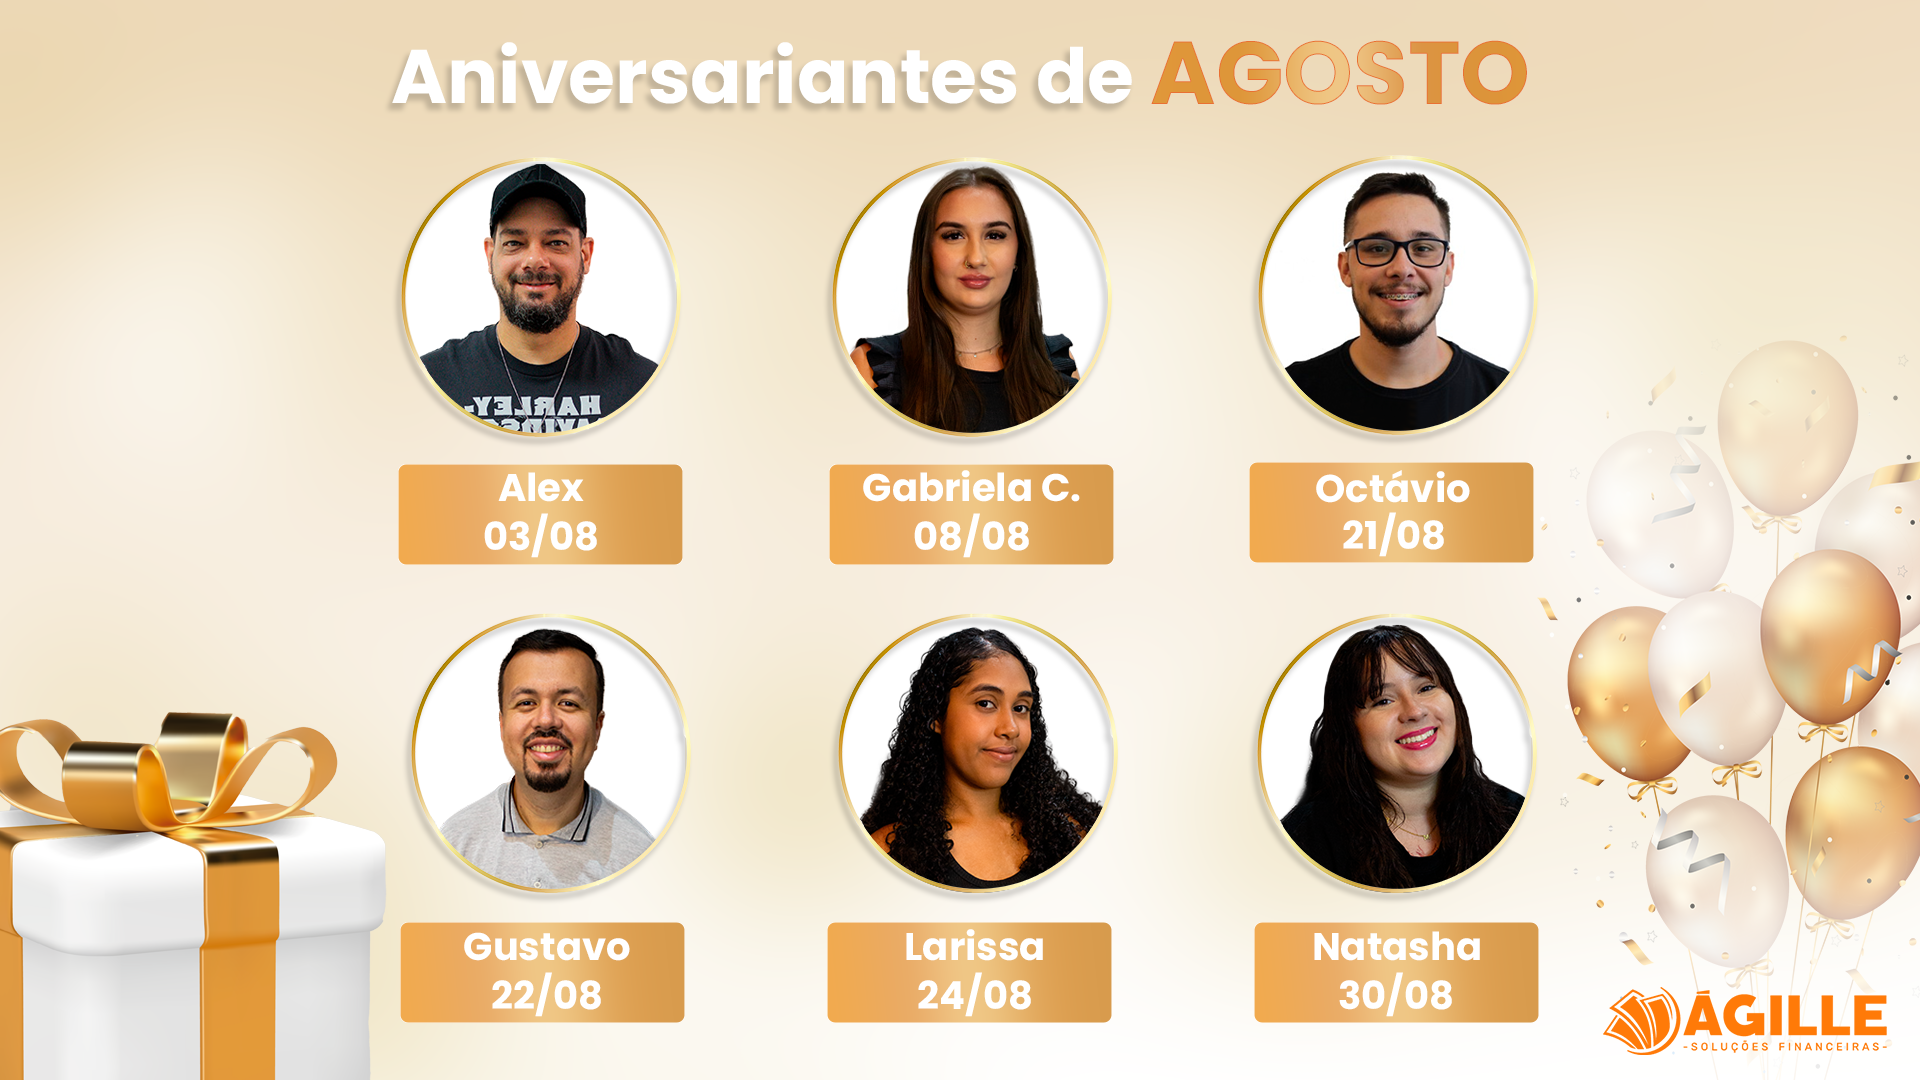 Aniversariantes de AGOSTO
HARLEY-
Alex
03/08
Gabriela C.
08/08
Octávio
21/08
Gustavo
22/08
Larissa
24/08
Natasha
30/08
ÁGILLE
-SOLUÇÕES FINANCEIRAS-